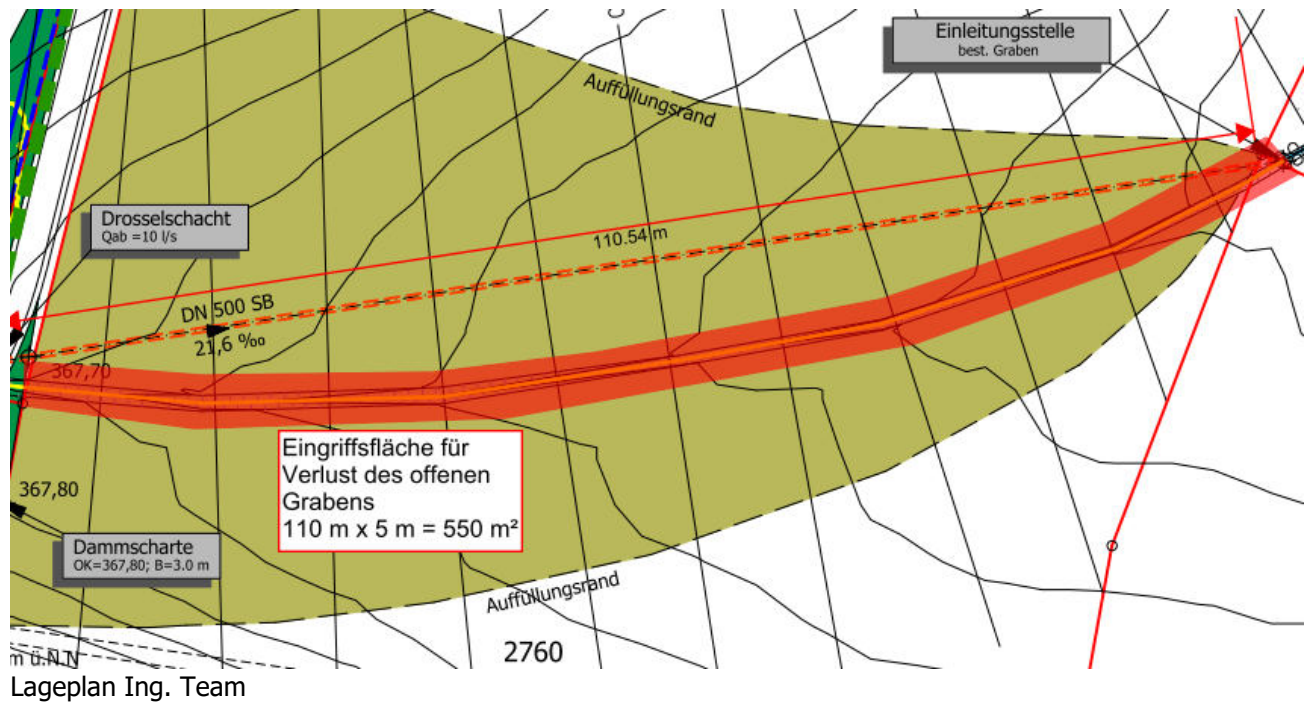 Einleitungsstelle
best. Graben
Auffüllungsrand
Drosselschacht
Qab =10 l/s
110.54 m
DN 500 SB
21,6 ‰
367,70
Eingriffsfläche für
Verlust des offenen
Grabens
110 m x 5 m = 550 m²
367,80
Dammscharte
OK=367,80; B=3.0 m
Auffüllungsrand
2760
m ü.N.N
Lageplan Ing. Team